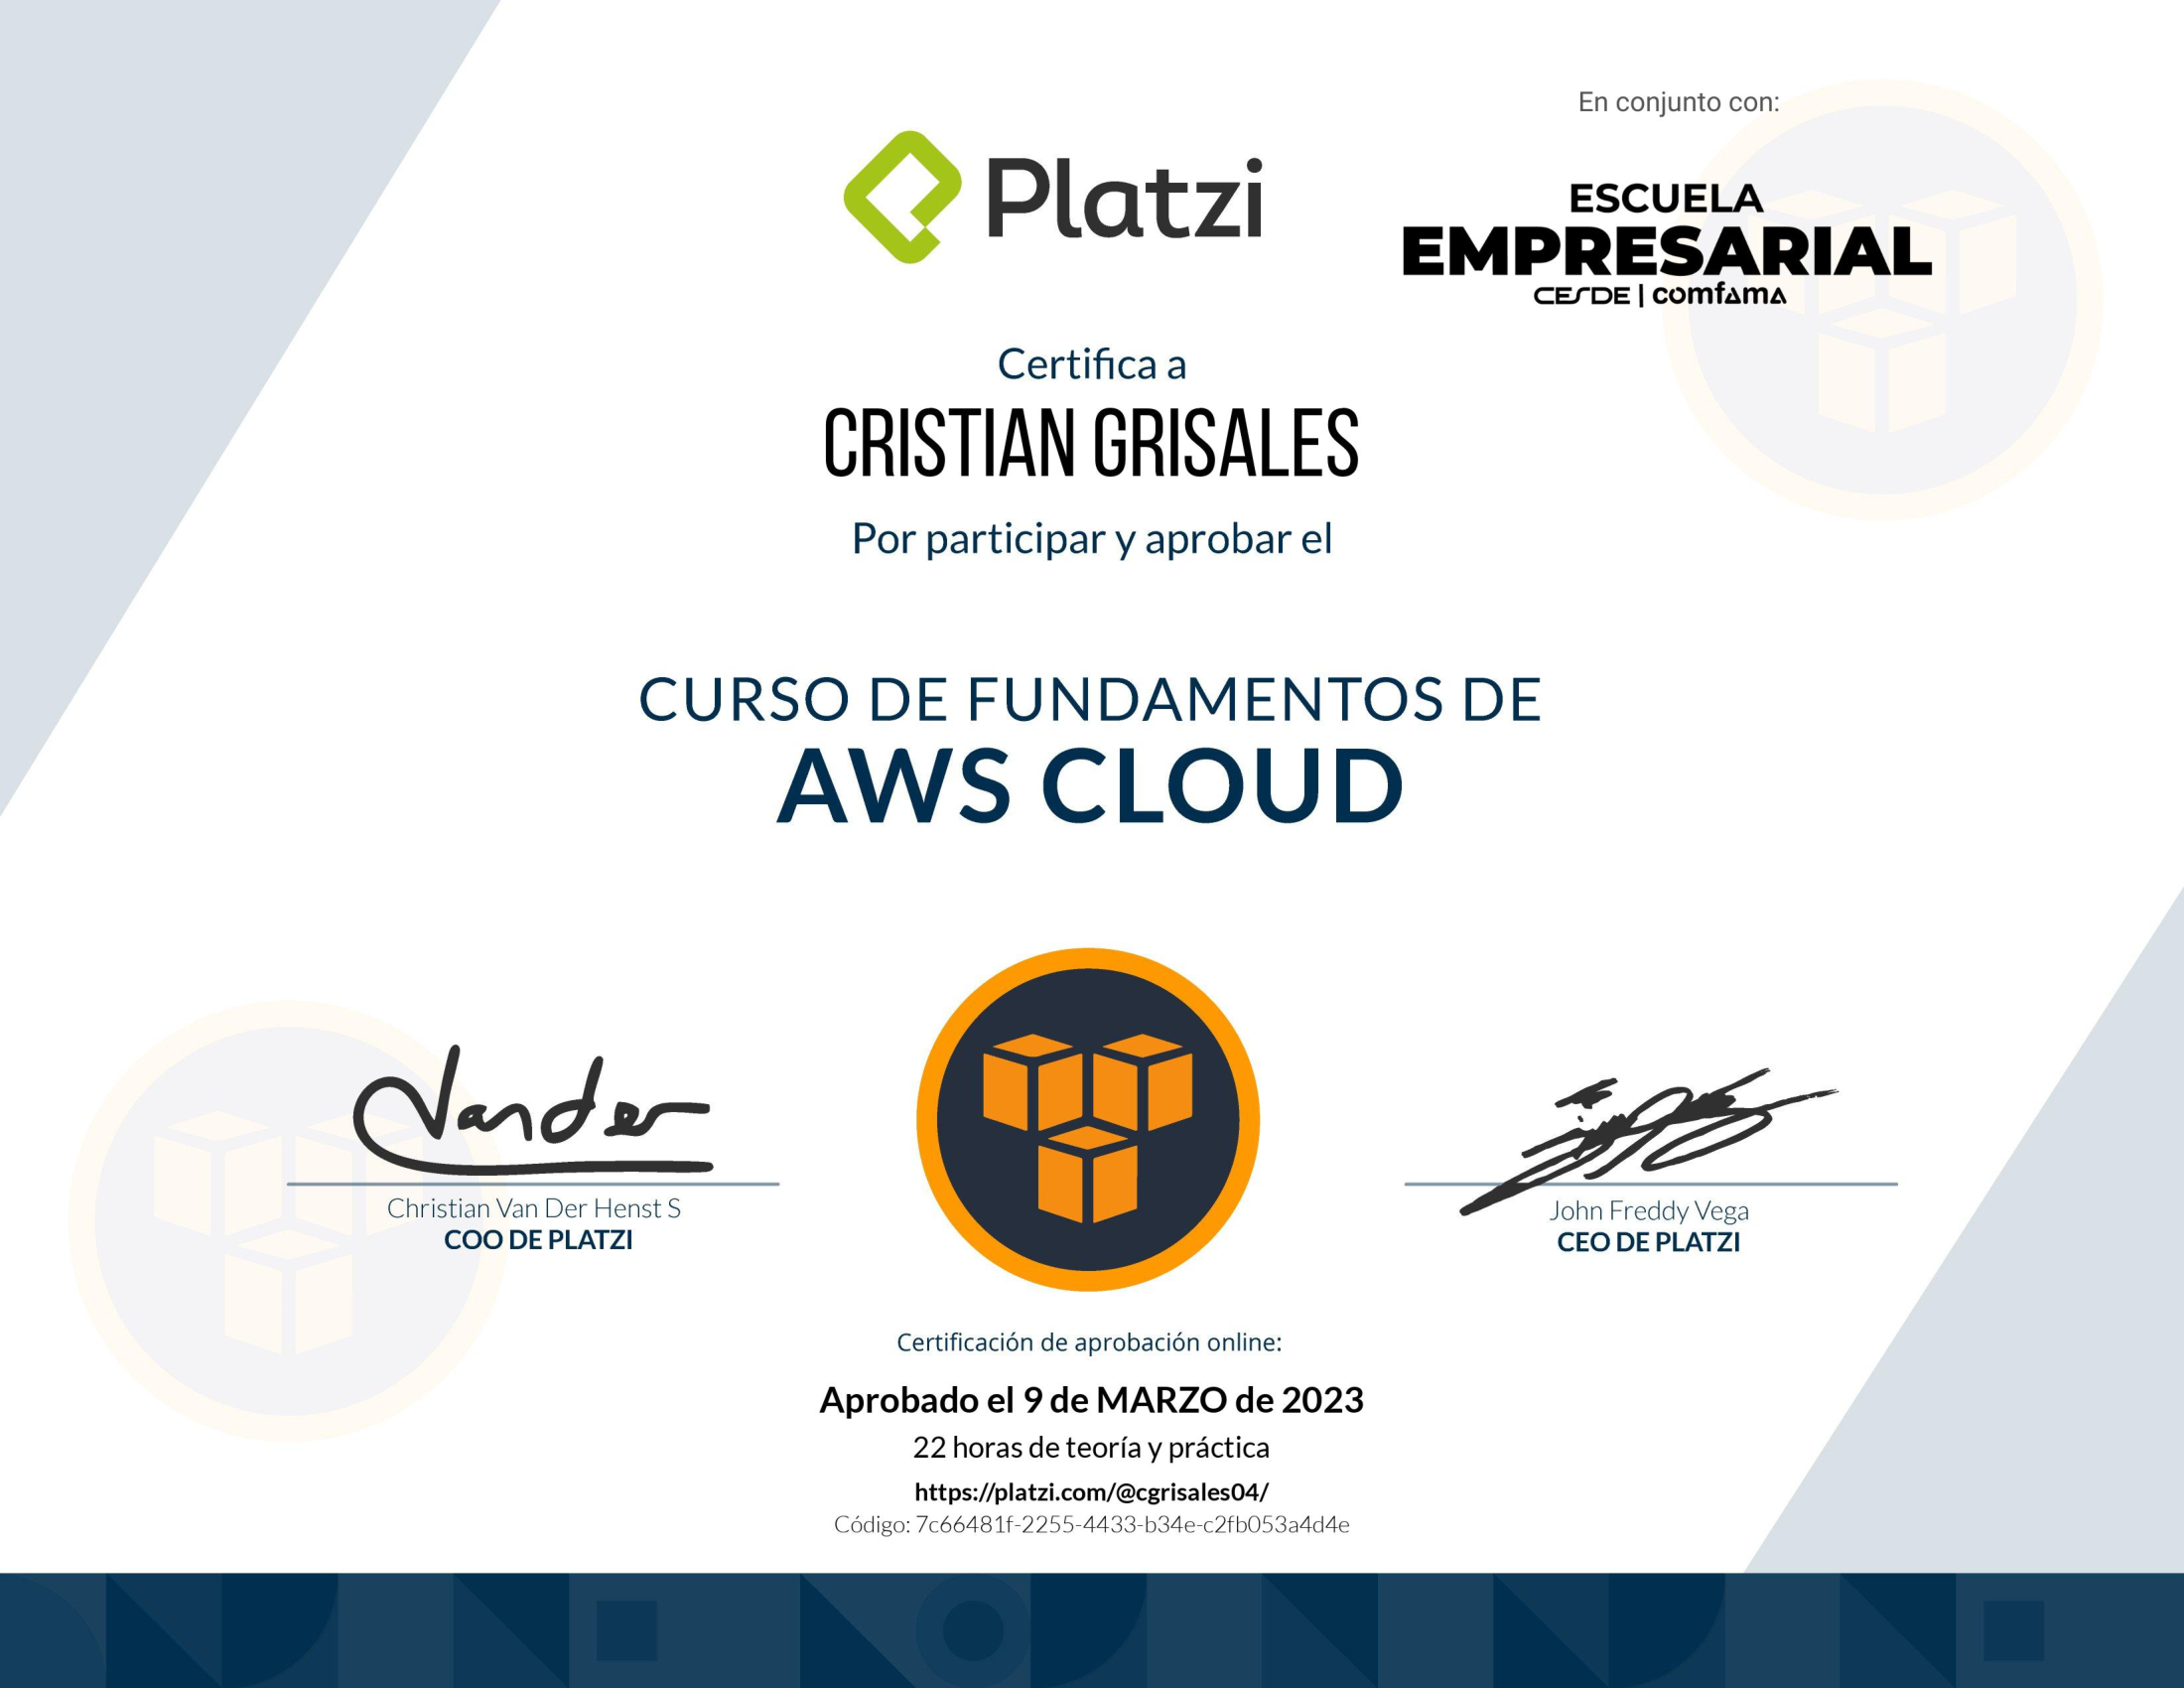 En conjunto con:
Platzi
ESCUELA
EMPRESARIAL
CESDE | comfama
Certifica a
CRISTIAN GRISALES
Por participar y aprobar el
CURSO DE FUNDAMENTOS DE
AWS CLOUD
Vander
Christian Van Der Henst S
COO DE PLATZI
John Freddy Vega
CEO DE PLATZI
Certificación de aprobación online:
Aprobado el 9 de MARZO de 2023
22 horas de teoría y práctica
https://platzi.com/@cgrisales04/
Código: 7c66481f-2255-4433-b34e-c2fb053a4d4e